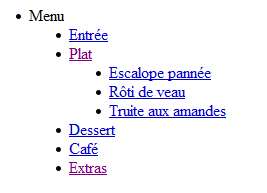 Menu
Entrée
Plat
Escalope pannée
Rôti de veau
Truite aux amandes
Dessert
Café
Extras